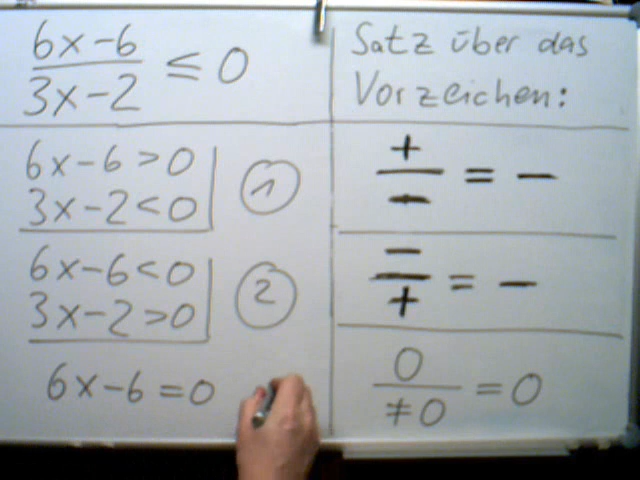 6x-6
3x-2
≤ 0
Satz über das
Vorzeichen:
6x-6>0
3x-2<0
1
+
-
= -
6x-6<0
3x-2>0
2
-
+
= -
6x-6=0
0
≠0
= 0